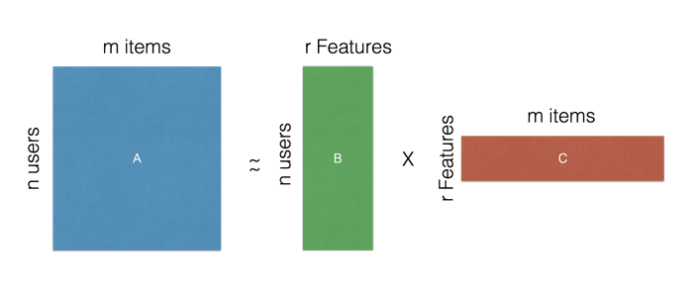 m items
n users
A
≈
r Features
n users
B
X
m items
r Features
C